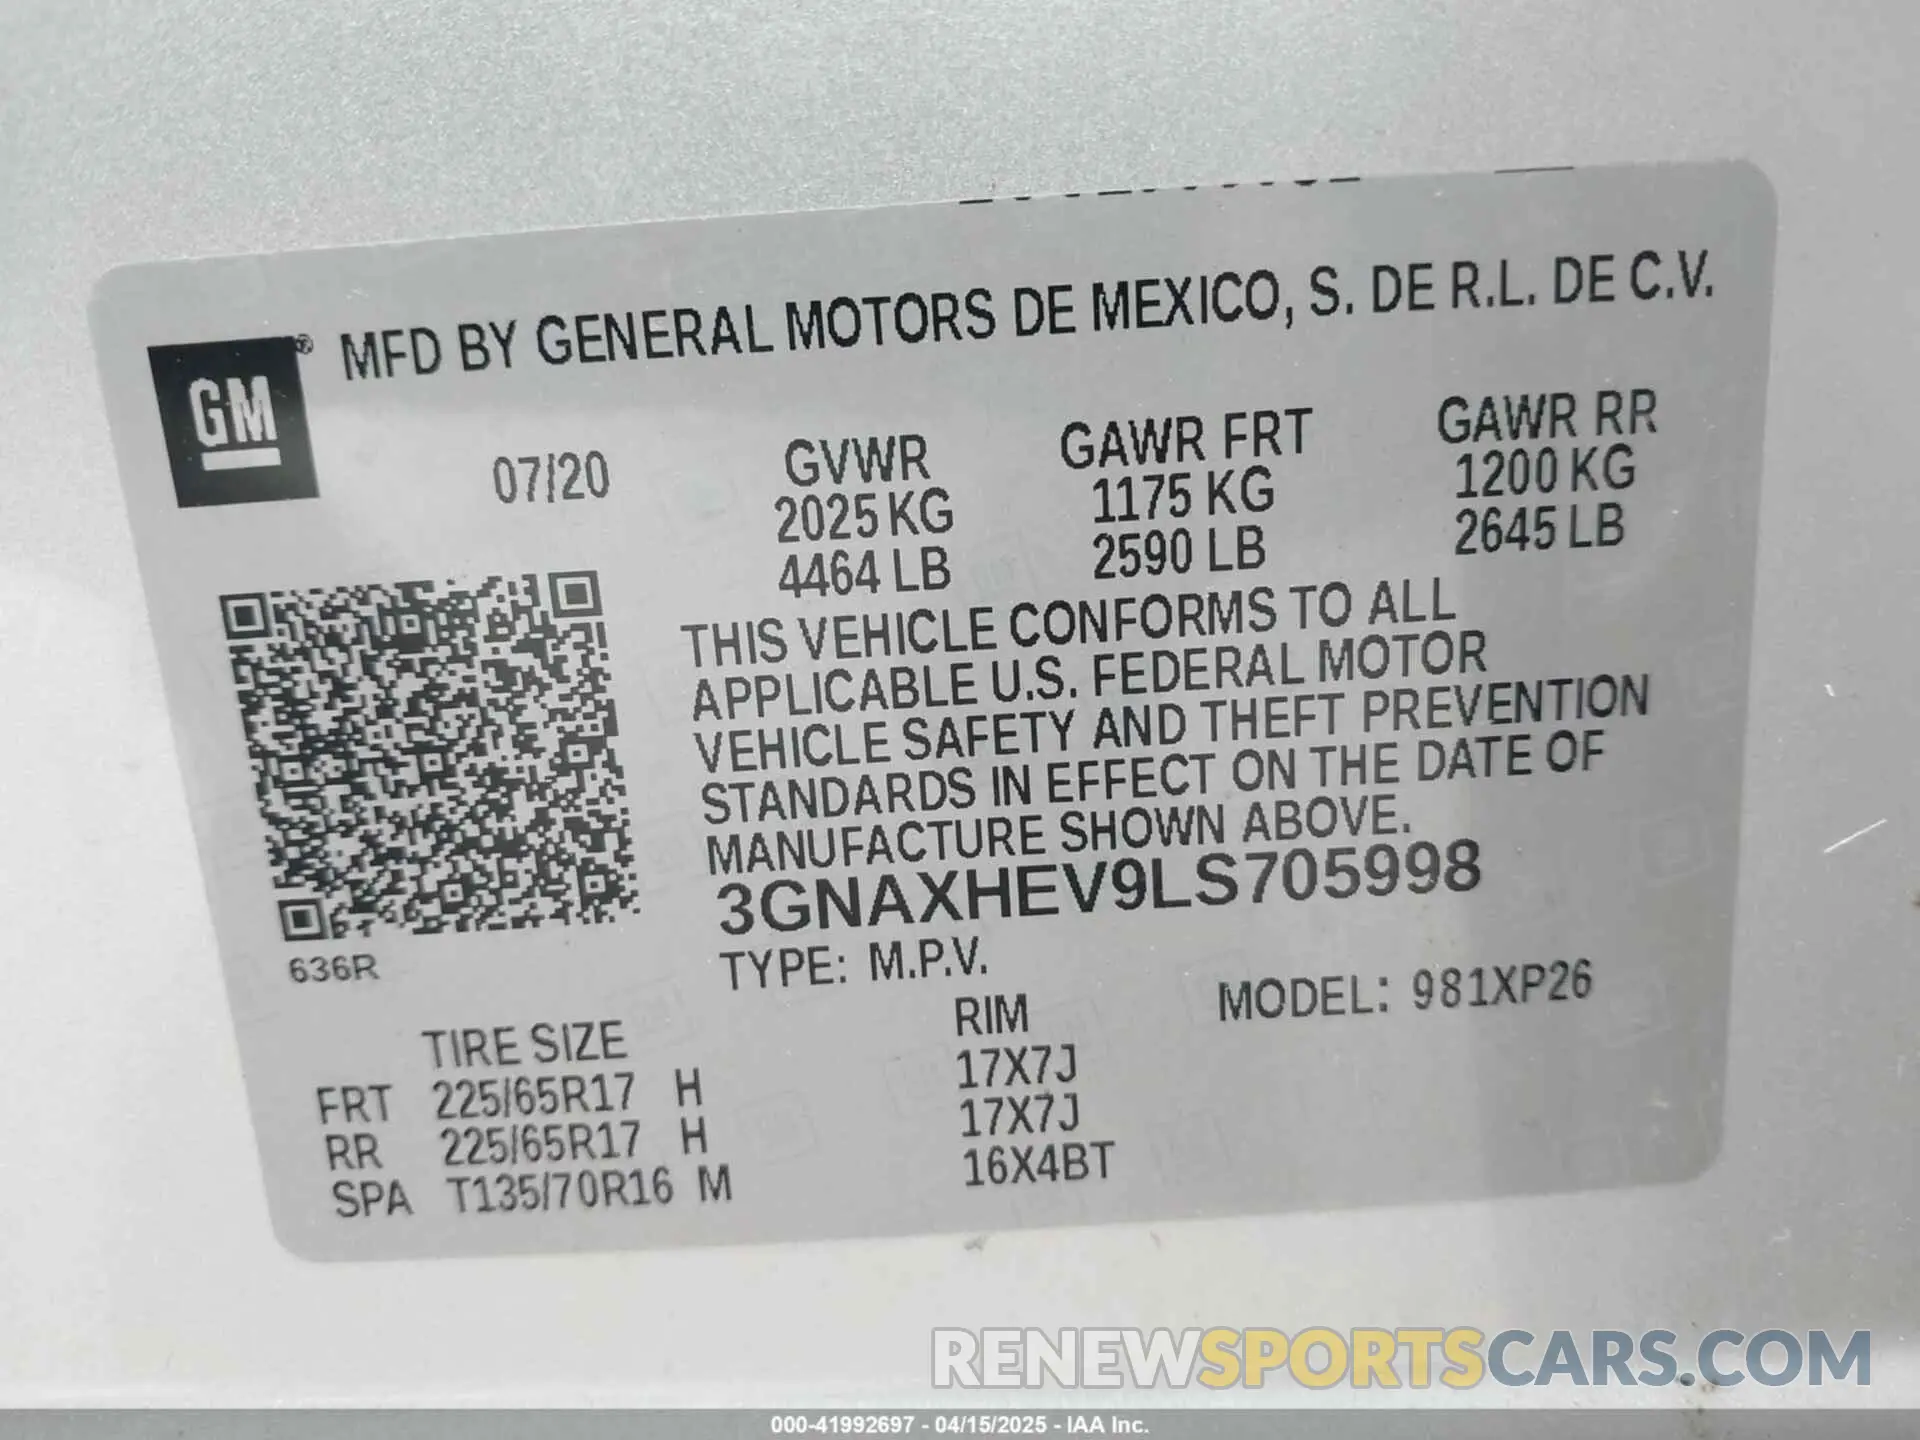 MFD BY GENERAL MOTORS DE MEXICO, S. DE R.L. DE C.V.
GM ®
07/20 GVWR GAWR FRT GAWR RR
2025 KG 1175 KG 1200 KG
4464 LB 2590 LB 2645 LB
THIS VEHICLE CONFORMS TO ALL
APPLICABLE U.S. FEDERAL MOTOR
VEHICLE SAFETY AND THEFT PREVENTION
STANDARDS IN EFFECT ON THE DATE OF
MANUFACTURE SHOWN ABOVE.
3GNAXHEV9LS705998
636R
TYPE: M.P.V. MODEL: 981XP26
TIRE SIZE RIM
FRT 225/65R17 H 17X7J
RR 225/65R17 H 17X7J
SPA T135/70R16 M 16X4BT
RENEWSPORTSCARS.COM
000-41992697 - 04/15/2025 - IAA Inc.